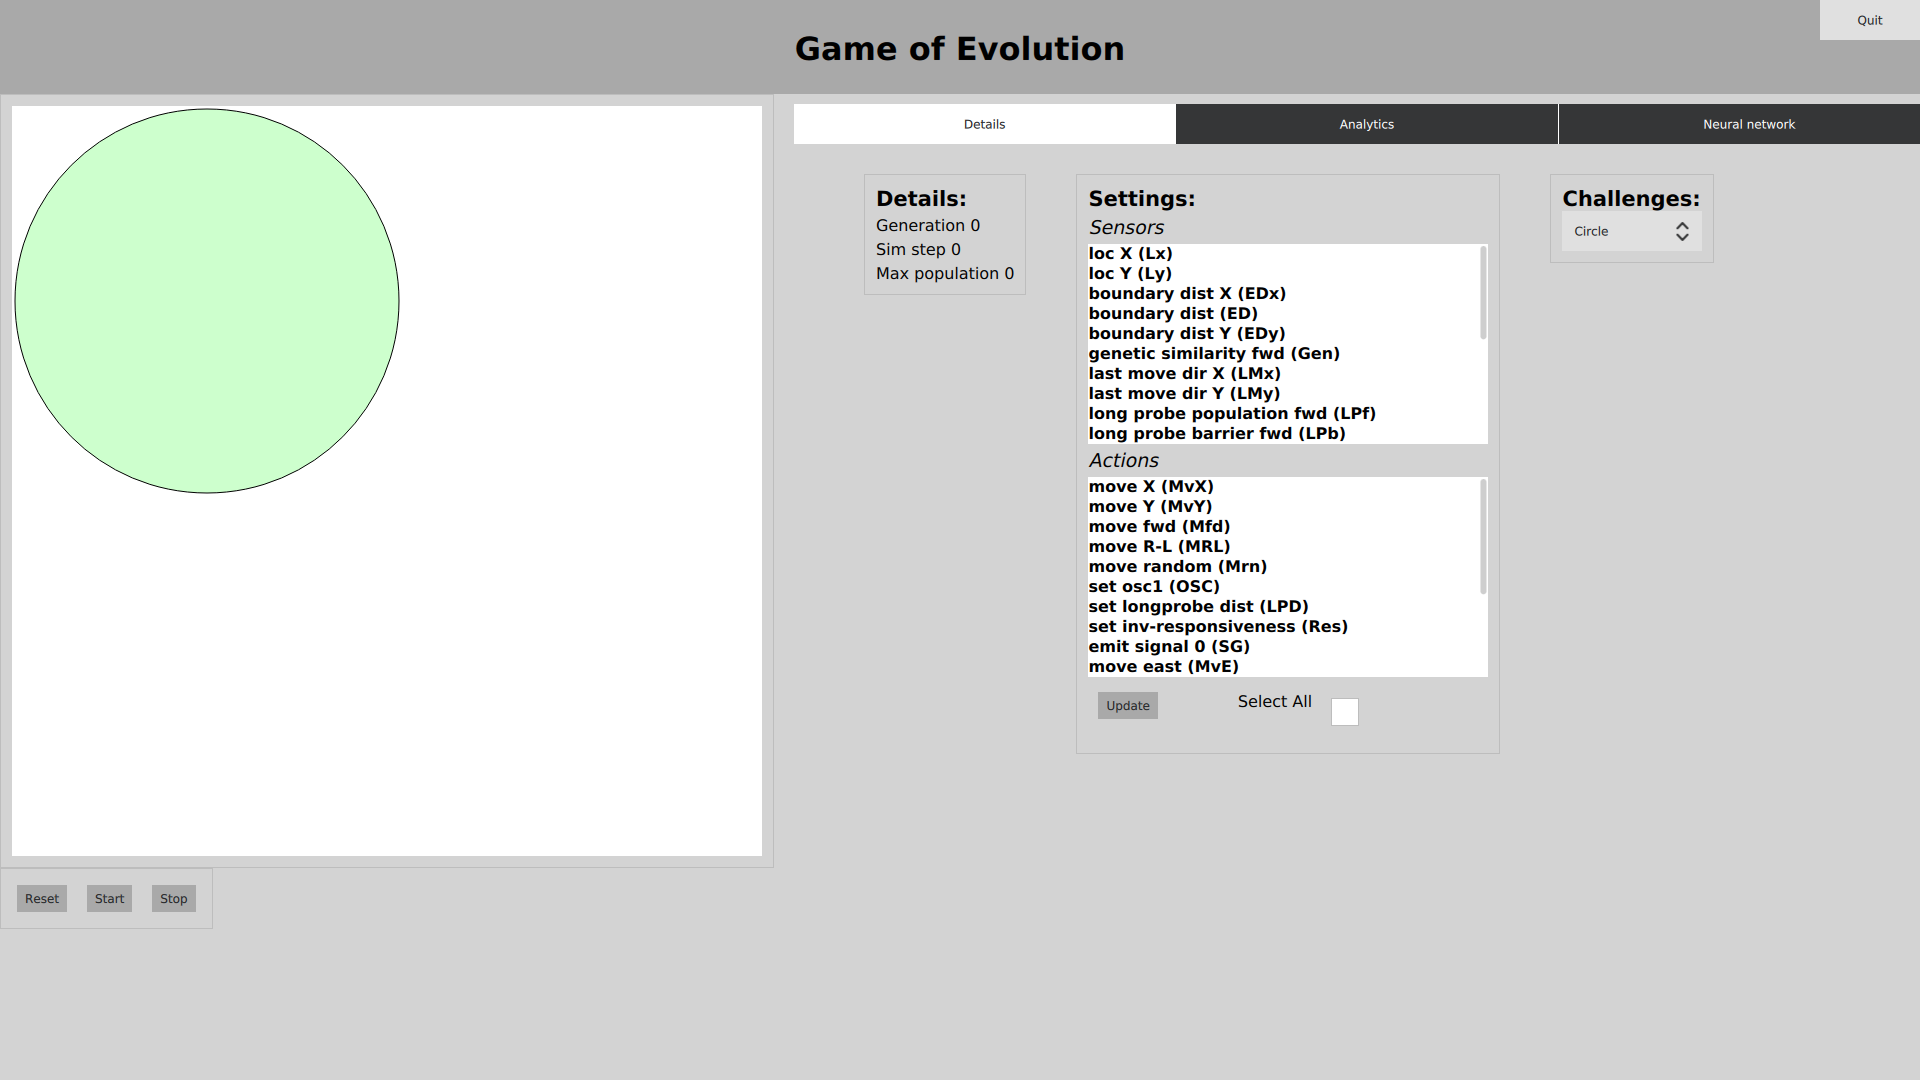 Quit
Game of Evolution
Details
Analytics
Neural network
Details:
Generation 0
Sim step 0
Max population 0
Settings:
Sensors
loc X (Lx)
loc Y (Ly)
boundary dist X (EDx)
boundary dist (ED)
boundary dist Y (EDy)
genetic similarity fwd (Gen)
last move dir X (LMx)
last move dir Y (LMy)
long probe population fwd (LPf)
long probe barrier fwd (LPb)
Actions
move X (MvX)
move Y (MvY)
move fwd (Mfd)
move R-L (MRL)
move random (Mrn)
set osc1 (OSC)
set longprobe dist (LPD)
set inv-responsiveness (Res)
emit signal 0 (SG)
move east (MvE)
Update
Select All
Challenges:
Circle
Reset
Start
Stop